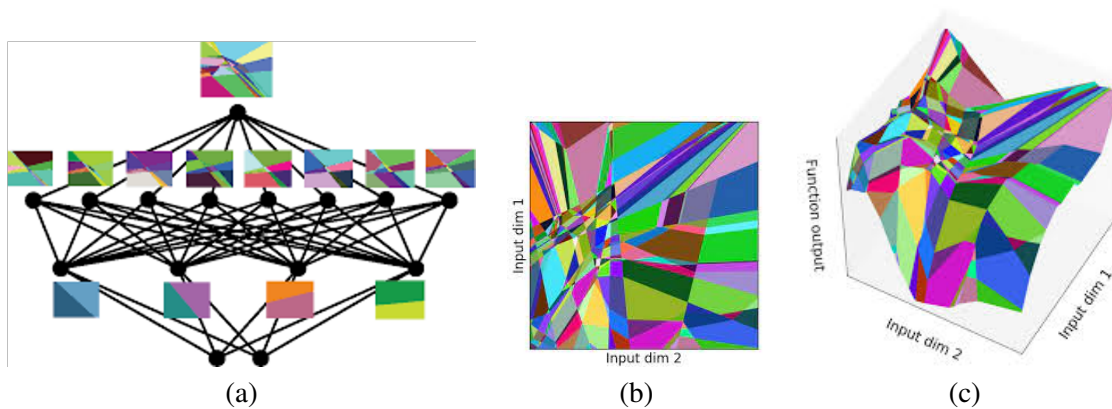 Input dim 1
Input dim 2
Function output
Input dim 2
Input dim 1
(a)
(b)
(c)